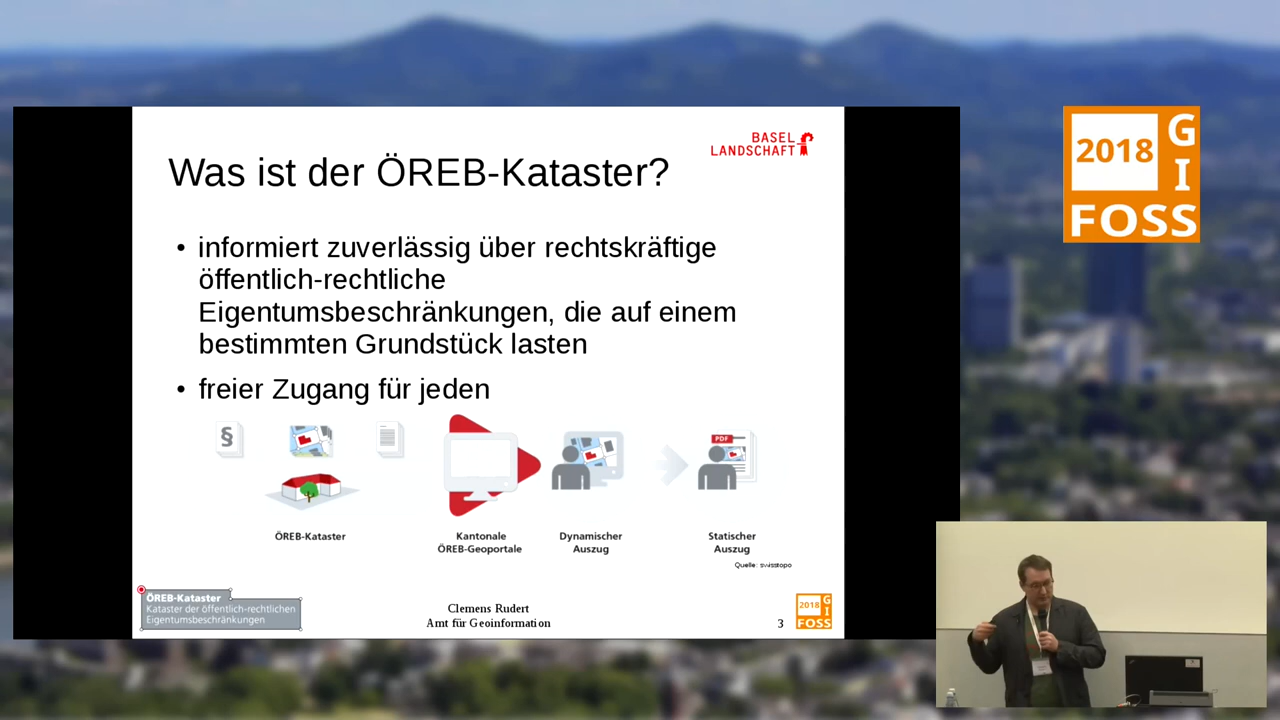 BASEL
LANDSCHAFT
Was ist der ÖREB-Kataster?
• informiert zuverlässig über rechtskräftige
öffentlich-rechtliche
Eigentumsbeschränkungen, die auf einem
bestimmten Grundstück lasten
• freier Zugang für jeden
§
PDF
ÖREB-Kataster
Kantonale
ÖREB-Geoportale
Dynamischer
Auszug
Statischer
Auszug
Quelle: swisstopo
ÖREB-Kataster
Kataster der öffentlich-rechtlichen
Eigentumsbeschränkungen
Clemens Rudert
Amt für Geoinformation
3
2018
GI
FOSS
2018
GI
FOSS